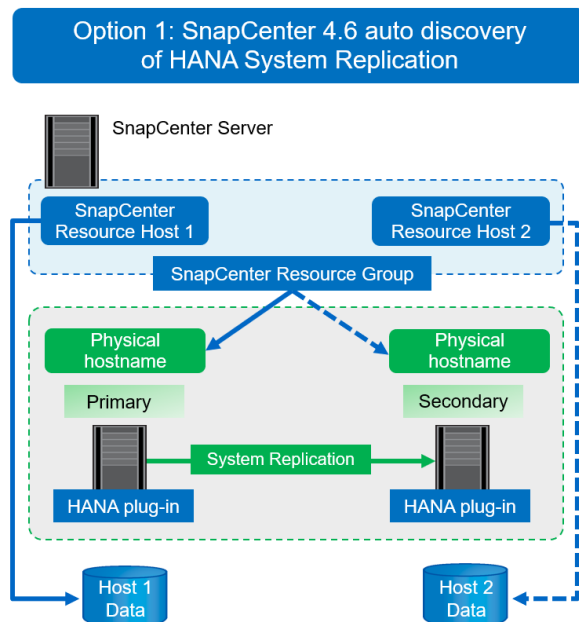 Option 1: SnapCenter 4.6 auto discovery
of HANA System Replication
SnapCenter Server
SnapCenter
Resource Host 1
SnapCenter
Resource Host 2
SnapCenter Resource Group
Physical
hostname
Physical
hostname
Primary
Secondary
System Replication
HANA plug-in
HANA plug-in
Host 1
Data
Host 2
Data